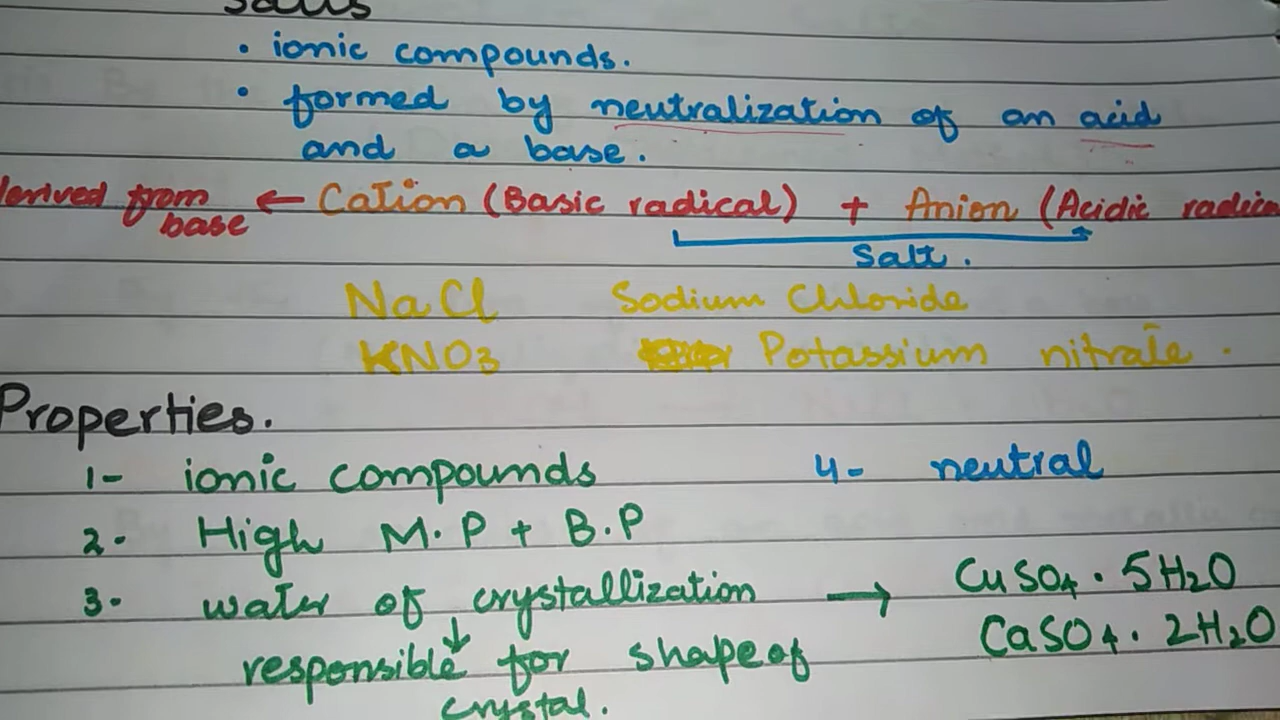 Salts
• ionic compounds.
• formed by neutralization of an acid
and a base.
derived from base ← Cation (Basic radical) + Anion (Acidic radica
Salt.
NaCl Sodium Chloride
KNO3 Potassium nitrate.
Properties.
1- ionic compounds 4- neutral
2- High M.P + B.P
3- water of crystallization → CuSO4 · 5H2O
CaSO4 · 2H2O
↓
responsible for shape of
crystal.